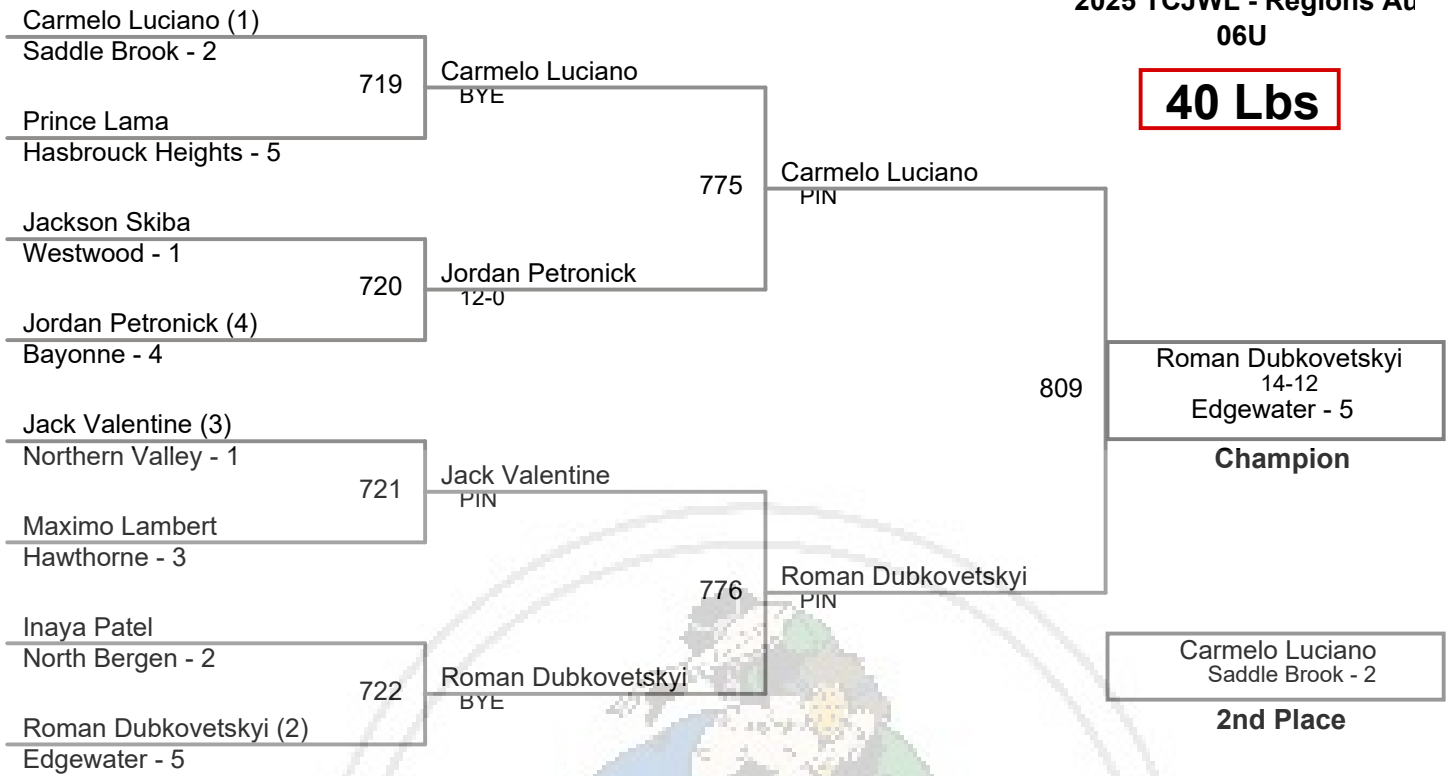 2025 TCJWL - Regions
06U
40 Lbs
Carmelo Luciano (1)
Saddle Brook - 2
719
Carmelo Luciano
BYE
Prince Lama
Hasbrouck Heights - 5
775
Carmelo Luciano
PIN
Jackson Skiba
Westwood - 1
720
Jordan Petronick
12-0
Jordan Petronick (4)
Bayonne - 4
809
Roman Dubkovetskyi
14-12
Edgewater - 5
Champion
Jack Valentine (3)
Northern Valley - 1
721
Jack Valentine
PIN
Maximo Lambert
Hawthorne - 3
776
Roman Dubkovetskyi
PIN
Inaya Patel
North Bergen - 2
722
Roman Dubkovetskyi
BYE
Roman Dubkovetskyi (2)
Edgewater - 5
Carmelo Luciano
Saddle Brook - 2
2nd Place